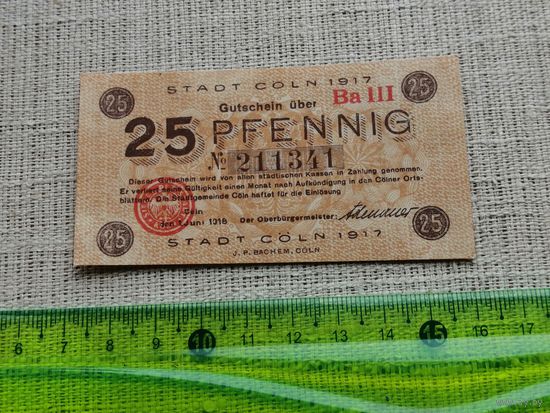 STADT CÖLN 1917
25
25
Gutschein über
Ba III
25 PFENNIG
№ 211341
Dieser Gutschein wird von allen städtischen Kassen in Zahlung genommen.
Er verliert seine Gültigkeit einen Monat nach Aufkündigung in den Cölner Orts-
blättern. Die Stadtgemeinde Cöln haftet für die Einlösung
Cöln
den 1. Juni 1918
Der Oberbürgermeister:
25
25
STADT CÖLN 1917
J. P. BACHEM, CÖLN
6 7 8 9 10 11 12 13 14 15 16 17